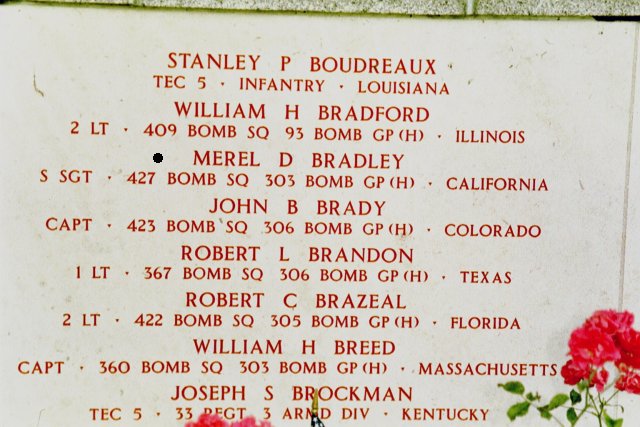 STANLEY P BOUDREAUX
TEC 5 · INFANTRY · LOUISIANA
WILLIAM H BRADFORD
2 LT · 409 BOMB SQ 93 BOMB GP (H) · ILLINOIS
MEREL D BRADLEY
S SGT · 427 BOMB SQ 303 BOMB GP (H) · CALIFORNIA
JOHN B BRADY
CAPT · 423 BOMB SQ 306 BOMB GP (H) · COLORADO
ROBERT L BRANDON
1 LT · 367 BOMB SQ 306 BOMB GP (H) · TEXAS
ROBERT C BRAZEAL
2 LT · 422 BOMB SQ 305 BOMB GP (H) · FLORIDA
WILLIAM H BREED
CAPT · 360 BOMB SQ 303 BOMB GP (H) · MASSACHUSETTS
JOSEPH S BROCKMAN
TEC 5 · 33 REGT 3 ARMD DIV · KENTUCKY